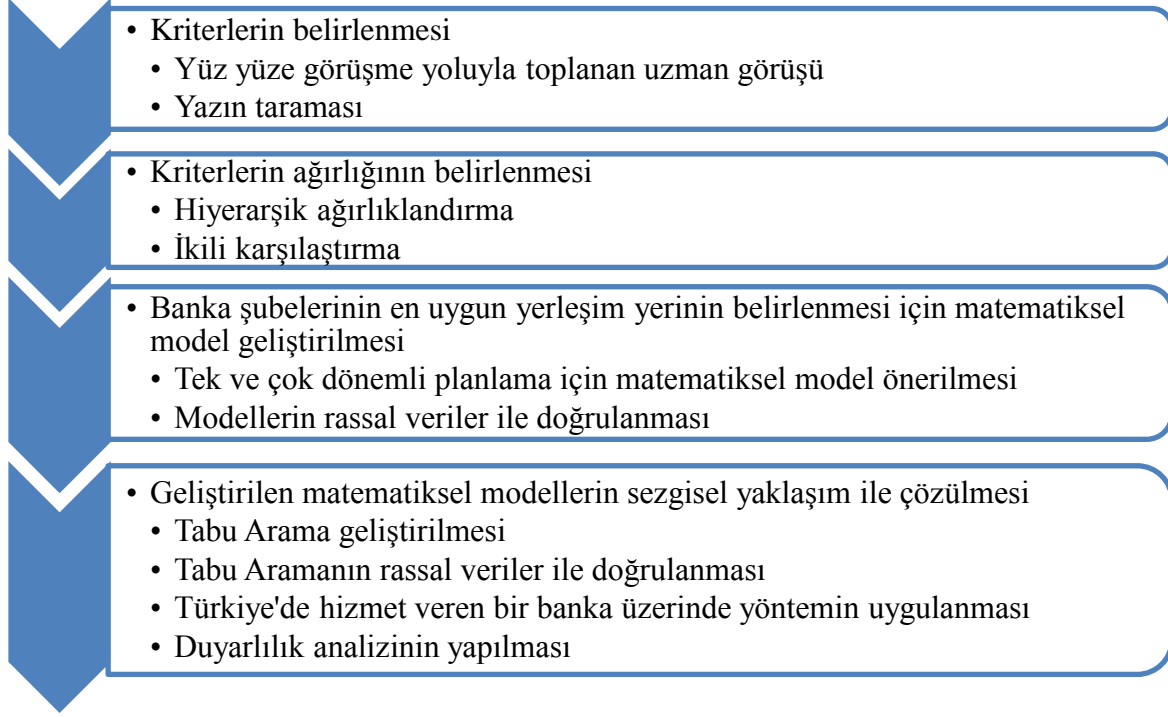 • Kriterlerin belirlenmesi
• Yüz yüze görüşme yoluyla toplanan uzman görüşü
• Yazın taraması
• Kriterlerin ağırlığının belirlenmesi
• Hiyerarşik ağırlıklandırma
• İkili karşılaştırma
• Banka şubelerinin en uygun yerleşim yerinin belirlenmesi için matematiksel
model geliştirilmesi
• Tek ve çok dönemli planlama için matematiksel model önerilmesi
• Modellerin rassal veriler ile doğrulanması
• Geliştirilen matematiksel modellerin sezgisel yaklaşım ile çözülmesi
• Tabu Arama geliştirilmesi
• Tabu Aramanın rassal veriler ile doğrulanması
• Türkiye'de hizmet veren bir banka üzerinde yöntemin uygulanması
• Duyarlılık analizinin yapılması